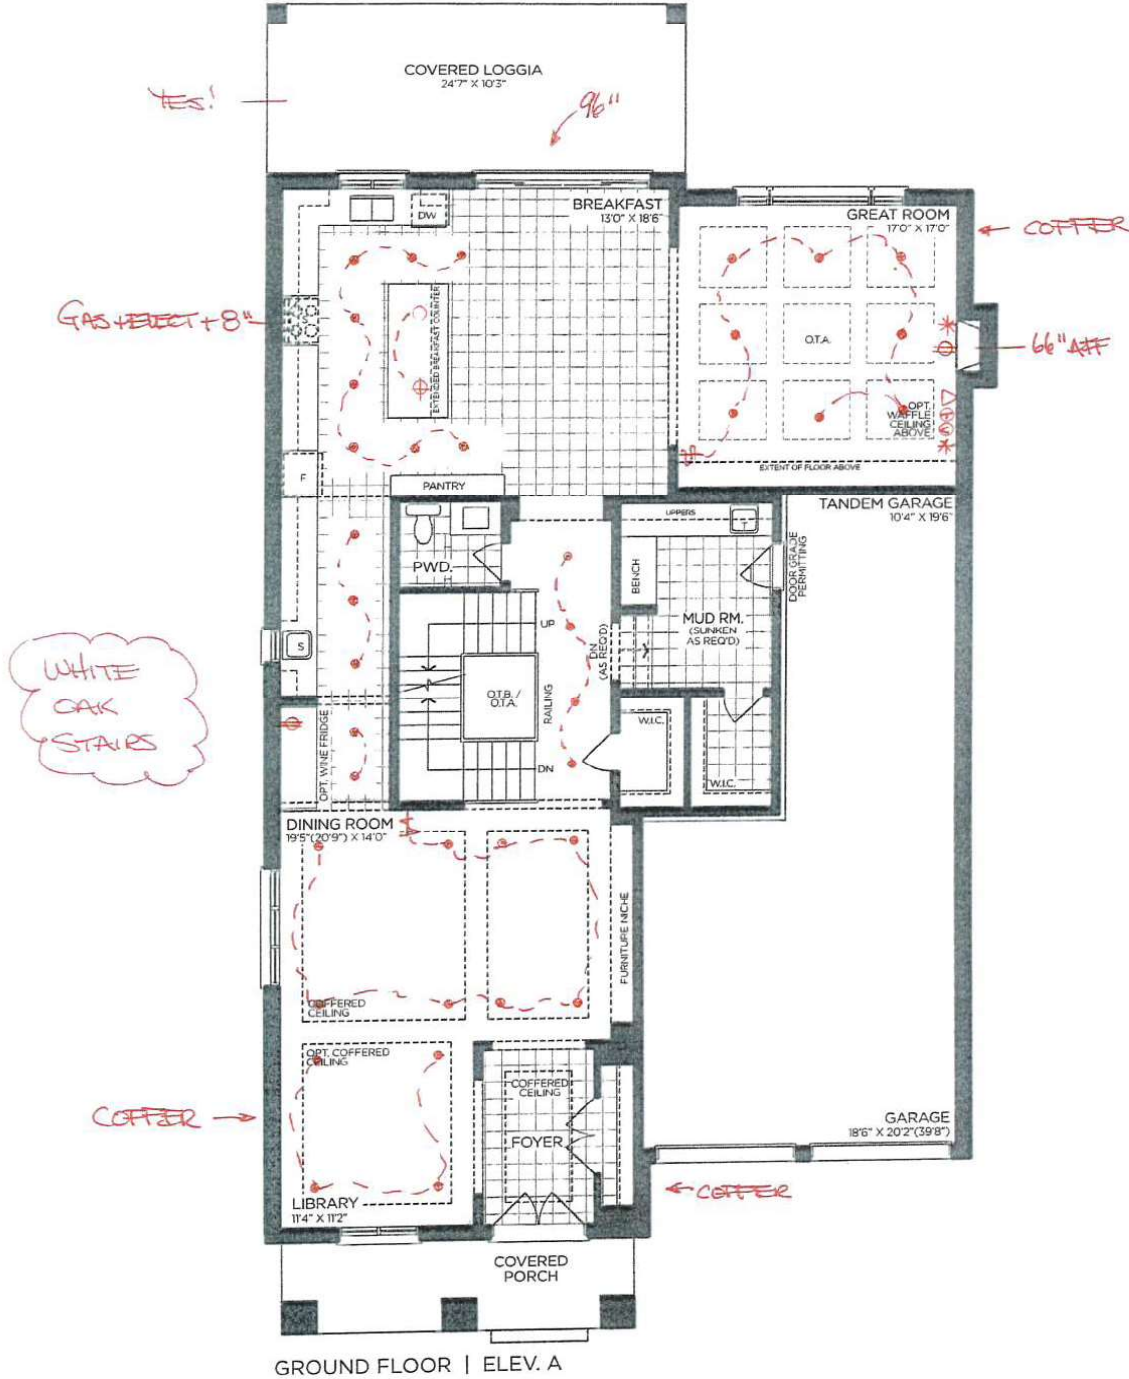 COVERED LOGGIA
24'7" X 10'3"
YES!
96"
BREAKFAST
13'0" X 18'6"
DW
GREAT ROOM
17'0" X 17'0"
COFFER
GAS+ELECT+8"
EXTENDED BREAKFAST COUNTER
O.T.A.
66" AFF
OPT.
WAFFLE
CEILING
ABOVE
EXTENT OF FLOOR ABOVE
F
PANTRY
TANDEM GARAGE
10'4" X 19'6"
UPPERS
T
PWD.
BENCH
DOOR GRADE
PERMITTING
MUD RM.
(SUNKEN
AS REQ'D)
UP
DN
(AS REQ'D)
S
WHITE
OAK
STAIRS
O.T.B. /
O.T.A.
RAILING
W.I.C.
OPT. WINE FRIDGE
DN
W.I.C.
DINING ROOM
19'5"(20'9") X 14'0"
FURNITURE NICHE
COFFERED
CEILING
OPT. COFFERED
CEILING
COFFERED
CEILING
COFFER
FOYER
GARAGE
18'6" X 20'2"(39'8")
COFFER
LIBRARY
11'4" X 11'2"
COVERED
PORCH
GROUND FLOOR | ELEV. A